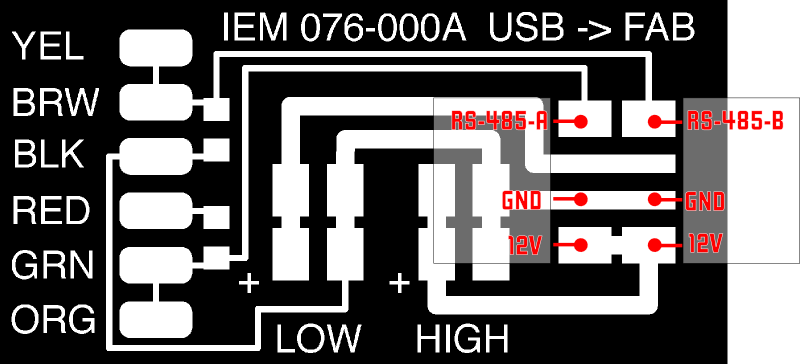 IEM 076-000A USB -> FAB
YEL
BRW
RS-485-A RS-485-B
BLK
RED
GND GND
GRN
12V 12V
+ +
ORG
LOW HIGH